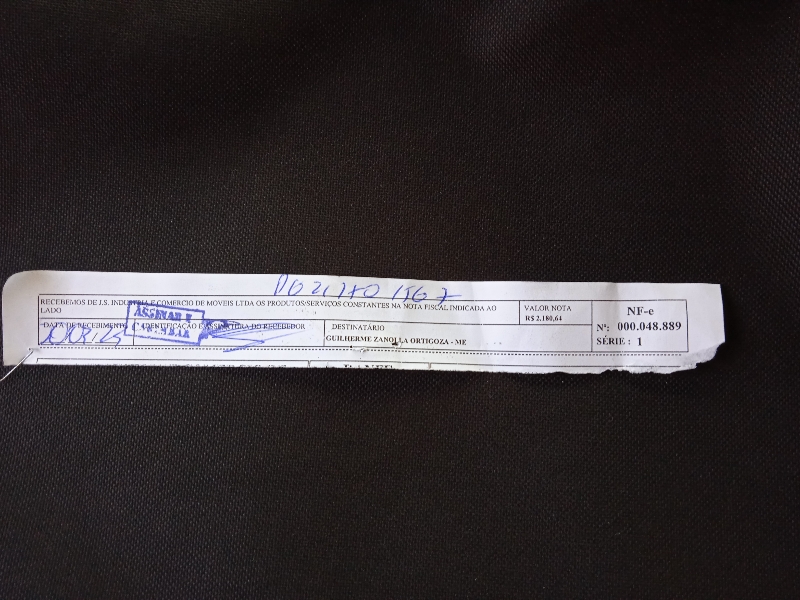 RECEBEMOS DE J.S. INDUSTRIA E COMERCIO DE MOVEIS LTDA OS PRODUTOS/SERVIÇOS CONSTANTES NA NOTA FISCAL INDICADA AO
LADO
VALOR NOTA
R$ 2.180,64
NF-e
Nº: 000.048.889
SÉRIE : 1
DATA DE RECEBIMENTO
IDENTIFICAÇÃO E ASSINATURA DO RECEBEDOR
ASSINAR E
DESTINATÁRIO
GUILHERME ZANOLLA ORTIGOZA - ME